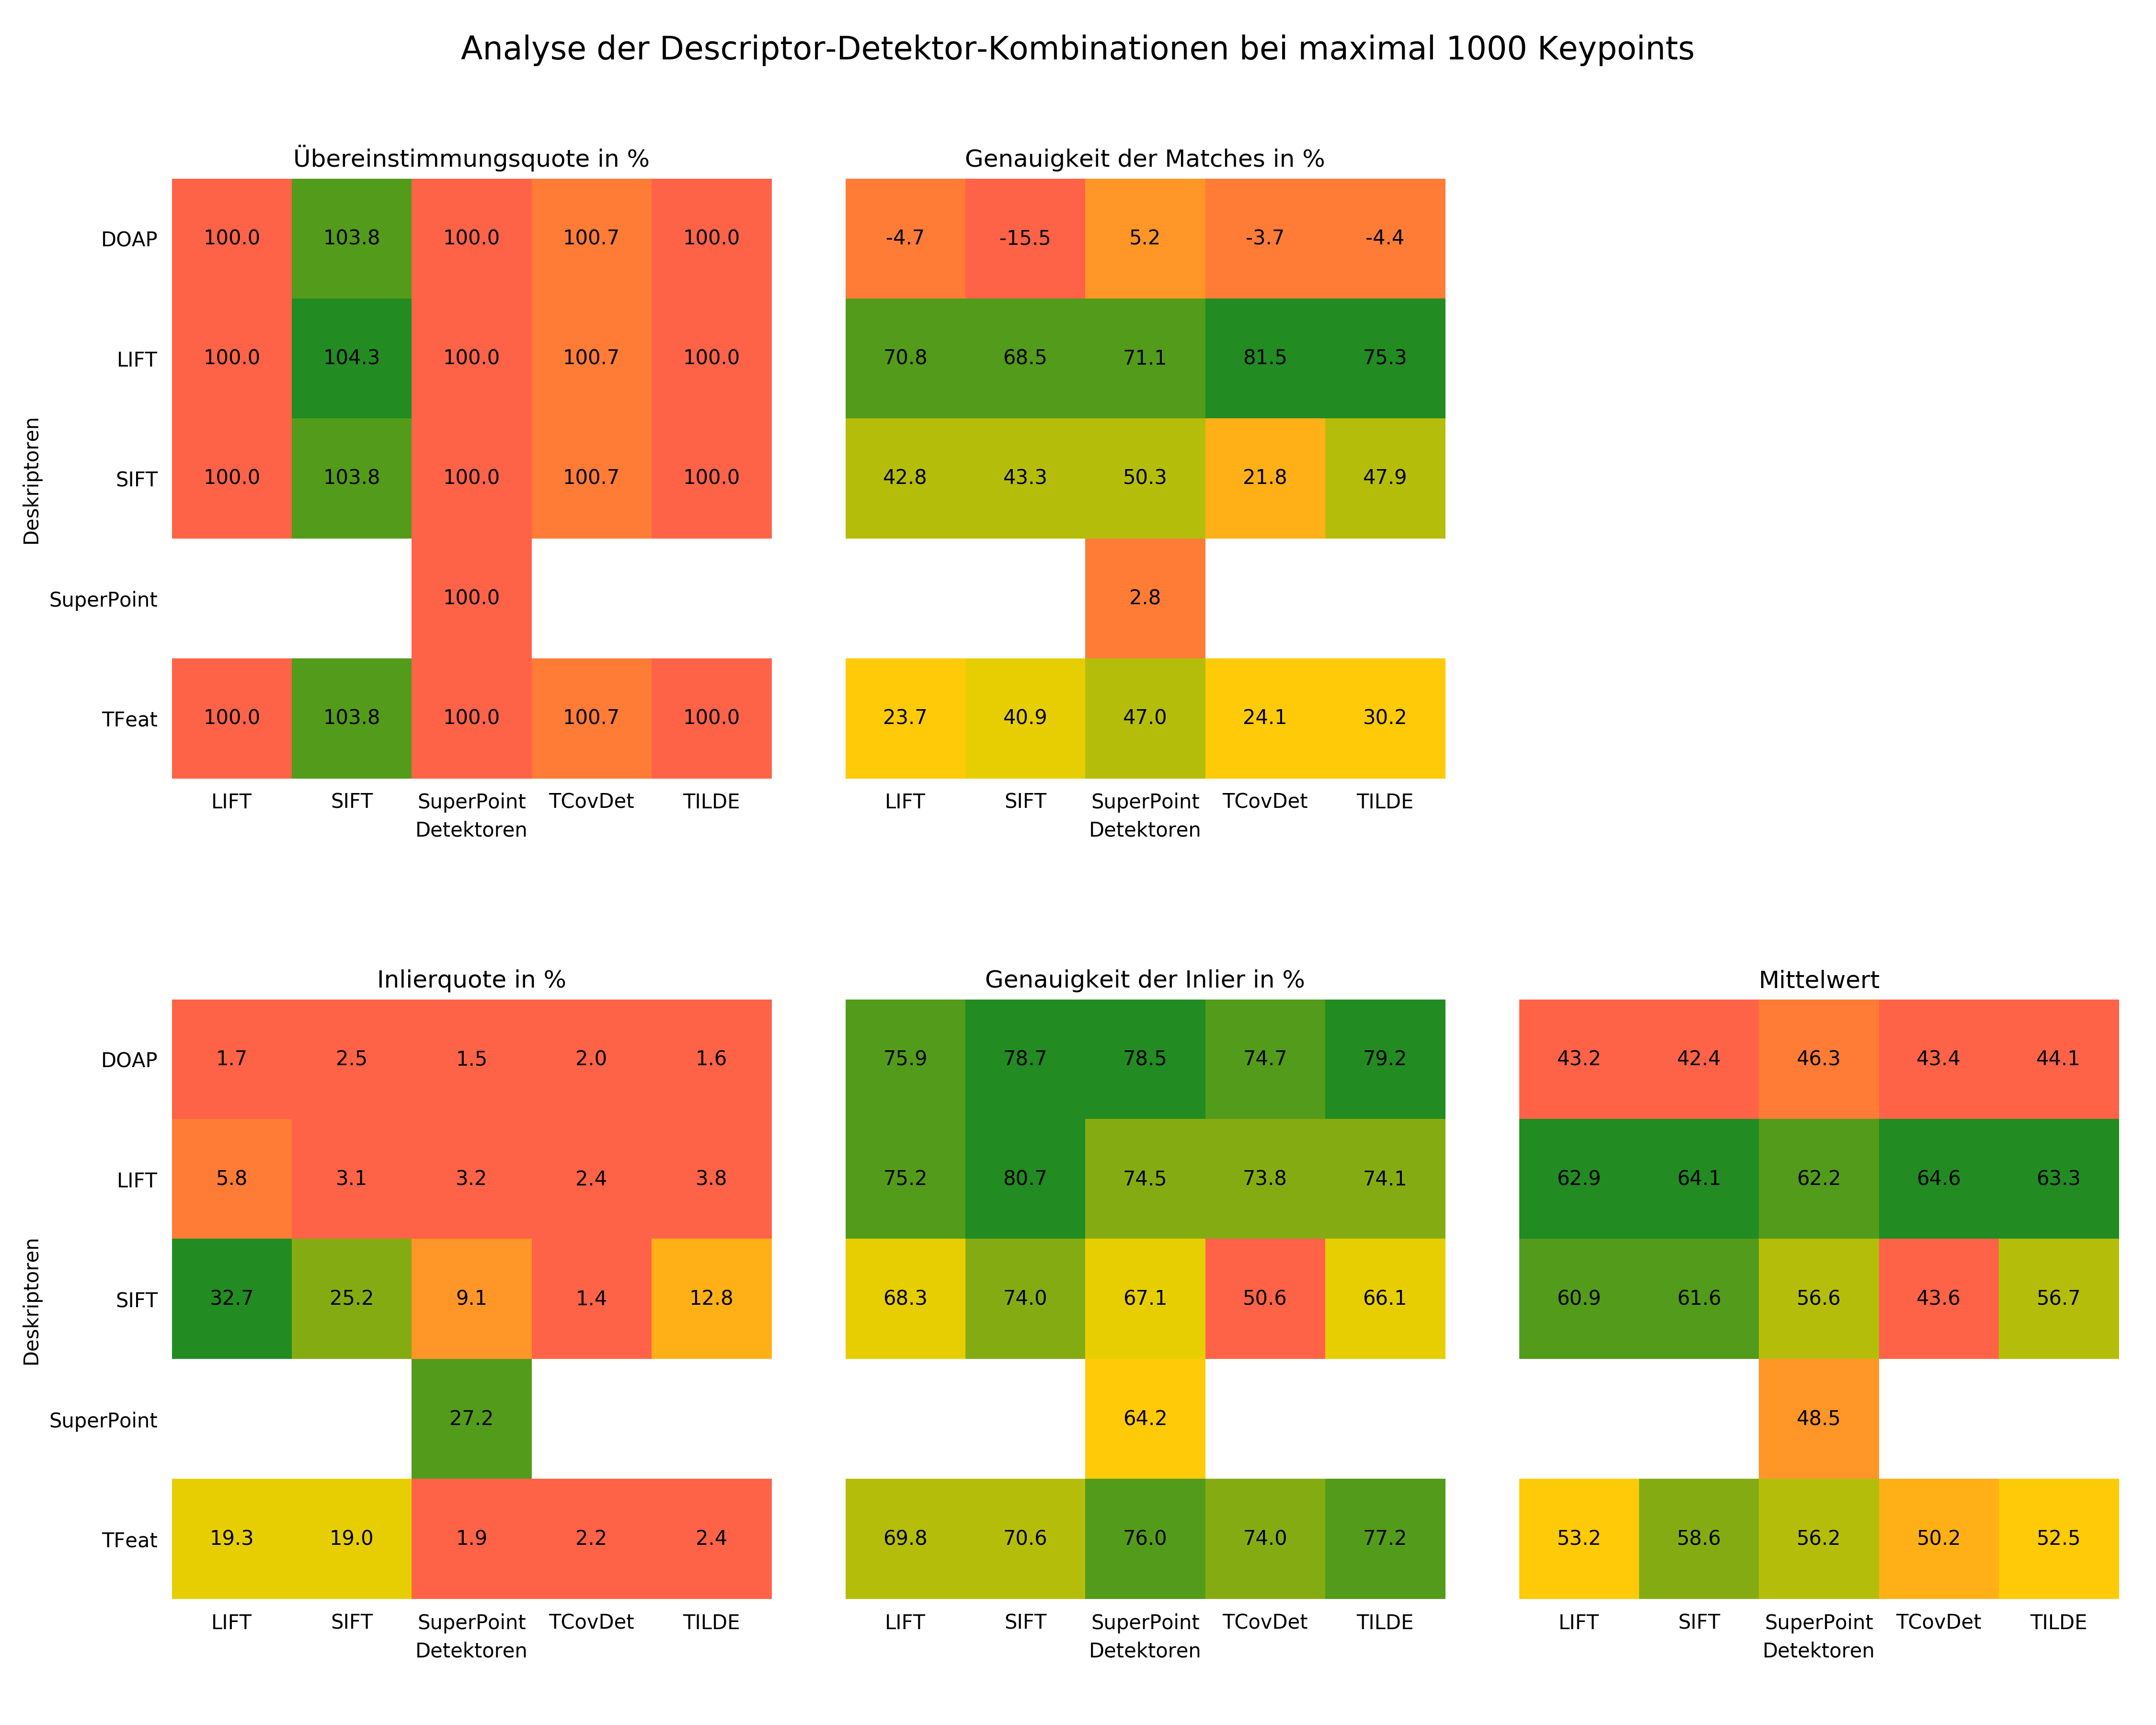 Analyse der Descriptor-Detektor-Kombinationen bei maximal 1000 Keypoints
Übereinstimmungsquote in %
Deskriptoren
DOAP 100.0 103.8 100.0 100.7 100.0
LIFT 100.0 104.3 100.0 100.7 100.0
SIFT 100.0 103.8 100.0 100.7 100.0
SuperPoint 100.0
TFeat 100.0 103.8 100.0 100.7 100.0
LIFT SIFT SuperPoint TCovDet TILDE
Detektoren
Genauigkeit der Matches in %
-4.7 -15.5 5.2 -3.7 -4.4
70.8 68.5 71.1 81.5 75.3
42.8 43.3 50.3 21.8 47.9
2.8
23.7 40.9 47.0 24.1 30.2
LIFT SIFT SuperPoint TCovDet TILDE
Detektoren
Inlierquote in %
Deskriptoren
DOAP 1.7 2.5 1.5 2.0 1.6
LIFT 5.8 3.1 3.2 2.4 3.8
SIFT 32.7 25.2 9.1 1.4 12.8
SuperPoint 27.2
TFeat 19.3 19.0 1.9 2.2 2.4
LIFT SIFT SuperPoint TCovDet TILDE
Detektoren
Genauigkeit der Inlier in %
75.9 78.7 78.5 74.7 79.2
75.2 80.7 74.5 73.8 74.1
68.3 74.0 67.1 50.6 66.1
64.2
69.8 70.6 76.0 74.0 77.2
LIFT SIFT SuperPoint TCovDet TILDE
Detektoren
Mittelwert
43.2 42.4 46.3 43.4 44.1
62.9 64.1 62.2 64.6 63.3
60.9 61.6 56.6 43.6 56.7
48.5
53.2 58.6 56.2 50.2 52.5
LIFT SIFT SuperPoint TCovDet TILDE
Detektoren